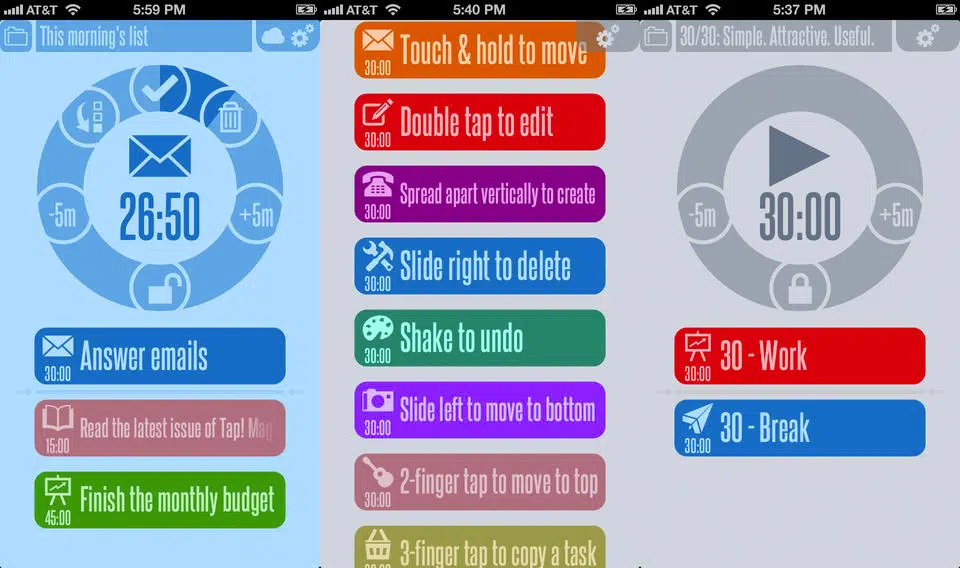 AT&T 5:59 PM
This morning's list
-5m
26:50
+5m
Answer emails
30:00
Read the latest issue of Tap! Mag
15:00
Finish the monthly budget
45:00
AT&T 5:40 PM
Touch & hold to move
30:00
Double tap to edit
30:00
Spread apart vertically to create
30:00
Slide right to delete
30:00
Shake to undo
30:00
Slide left to move to bottom
30:00
2-finger tap to move to top
30:00
3-finger tap to copy a task
AT&T 5:37 PM
30/30: Simple. Attractive. Useful.
-5m
30:00
+5m
30 - Work
30:00
30 - Break
30:00